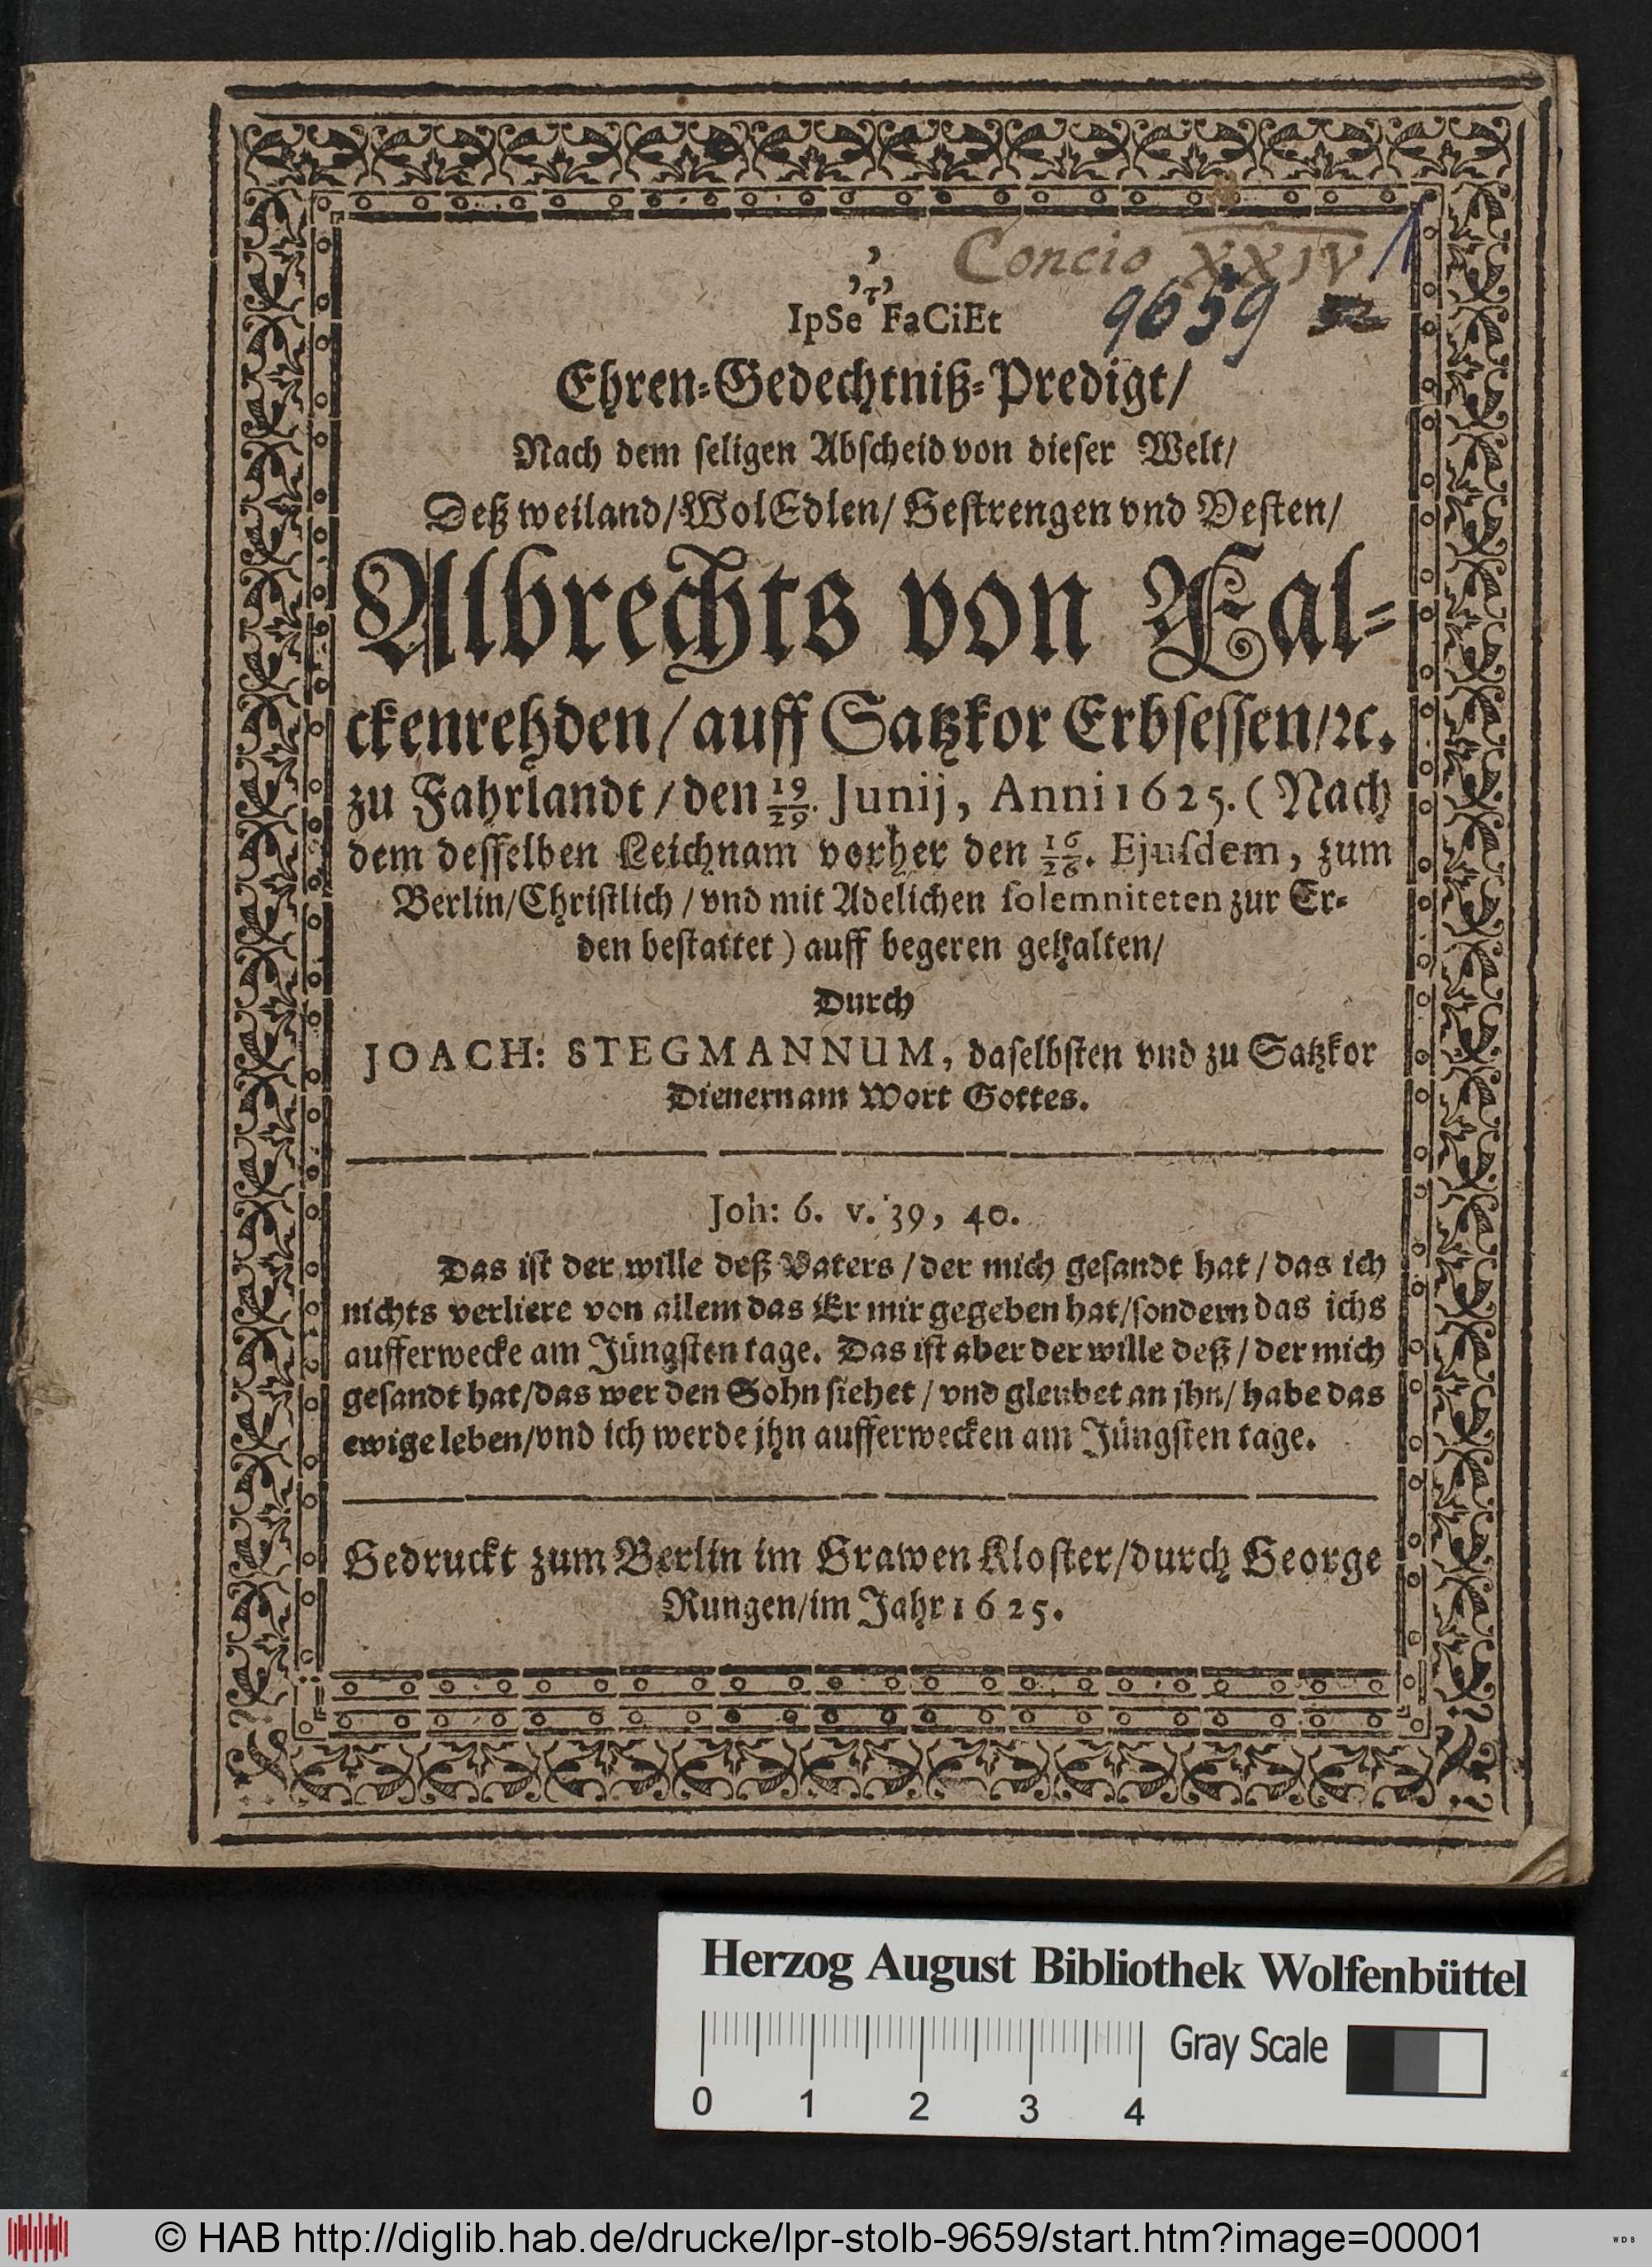 Concio XXIV
9659
IpSe FaCiEt
Ehren-Gedechtniß-Predigt/
Nach dem seligen Abscheid von dieser Welt/
Deß weiland/WolEdlen/ Gestrengen vnd Vesten/
Albrechts von Fal-
ckenrehden/auff Satzkor Erbsessen/ꝛc.
zu Fahrlandt/den 19/29. Junij, Anni 1625. (Nach
dem desselben Leichnam vorher den 16/26. Ejusdem, zum
Berlin/Christlich/vnd mit Adelichen solemniteten zur Er-
den bestattet) auff begeren gehalten/
Durch
JOACH: STEGMANNUM, daselbsten vnd zu Satzkor
Dienern am Wort Gottes.
Joh: 6. v. 39, 40.
Das ist der wille deß Vaters/der mich gesandt hat/das ich
nichts verliere von allem das Er mir gegeben hat/sondern das ichs
aufferwecke am Jüngsten tage. Das ist aber der wille deß/der mich
gesandt hat/das wer den Sohn siehet/vnd gleubet an jhn/habe das
ewige leben/vnd ich werde jhn aufferwecken am Jüngsten tage.
Gedruckt zum Berlin im Grawen Kloster/durch George
Rungen/im Jahr 1625.
Herzog August Bibliothek Wolfenbüttel
Gray Scale
0 1 2 3 4
© HAB http://diglib.hab.de/drucke/lpr-stolb-9659/start.htm?image=00001
WDB